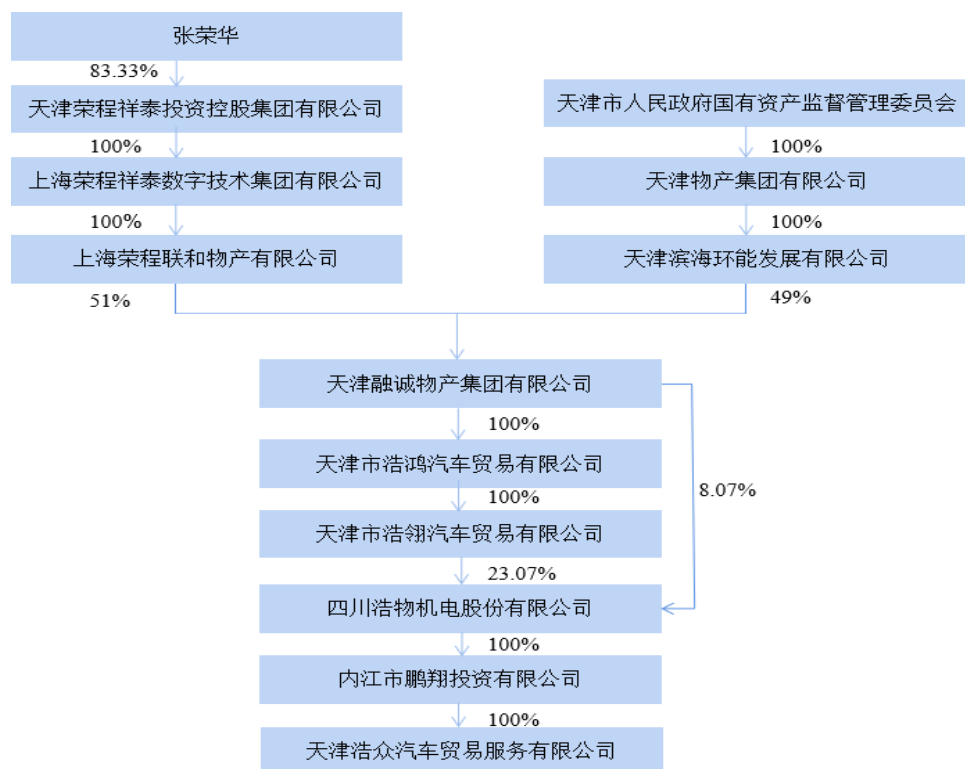 张荣华
83.33%
天津荣程祥泰投资控股集团有限公司
天津市人民政府国有资产监督管理委员会
100%
100%
上海荣程祥泰数字技术集团有限公司
天津物产集团有限公司
100%
100%
上海荣程联和物产有限公司
天津滨海环能发展有限公司
51%
49%
天津融诚物产集团有限公司
100%
天津市浩鸿汽车贸易有限公司
8.07%
100%
天津市浩翎汽车贸易有限公司
23.07%
四川浩物机电股份有限公司
100%
内江市鹏翔投资有限公司
100%
天津浩众汽车贸易服务有限公司